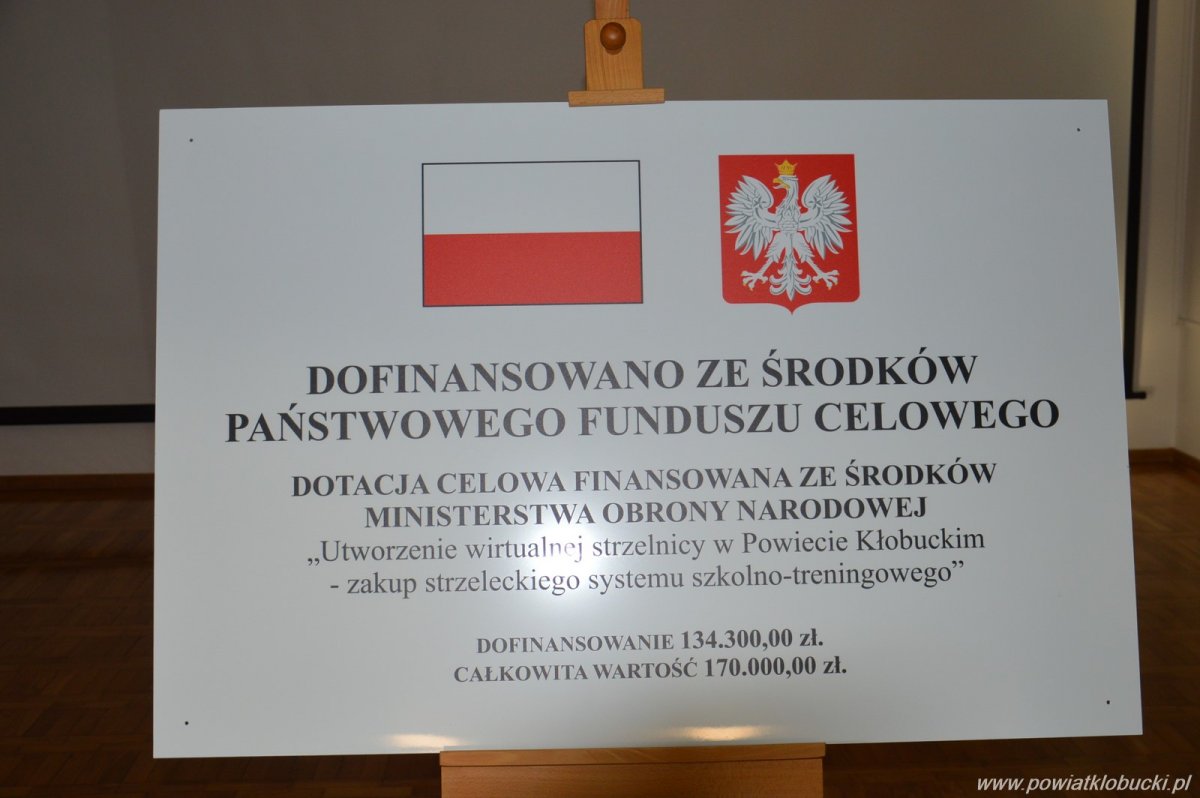 DOFINANSOWANO ZE ŚRODKÓW
PAŃSTWOWEGO FUNDUSZU CELOWEGO
DOTACJA CELOWA FINANSOWANA ZE ŚRODKÓW
MINISTERSTWA OBRONY NARODOWEJ
„Utworzenie wirtualnej strzelnicy w Powiecie Kłobuckim
- zakup strzeleckiego systemu szkolno-treningowego”
DOFINANSOWANIE 134.300,00 zł.
CAŁKOWITA WARTOŚĆ 170.000,00 zł.
www.powiatklobucki.pl